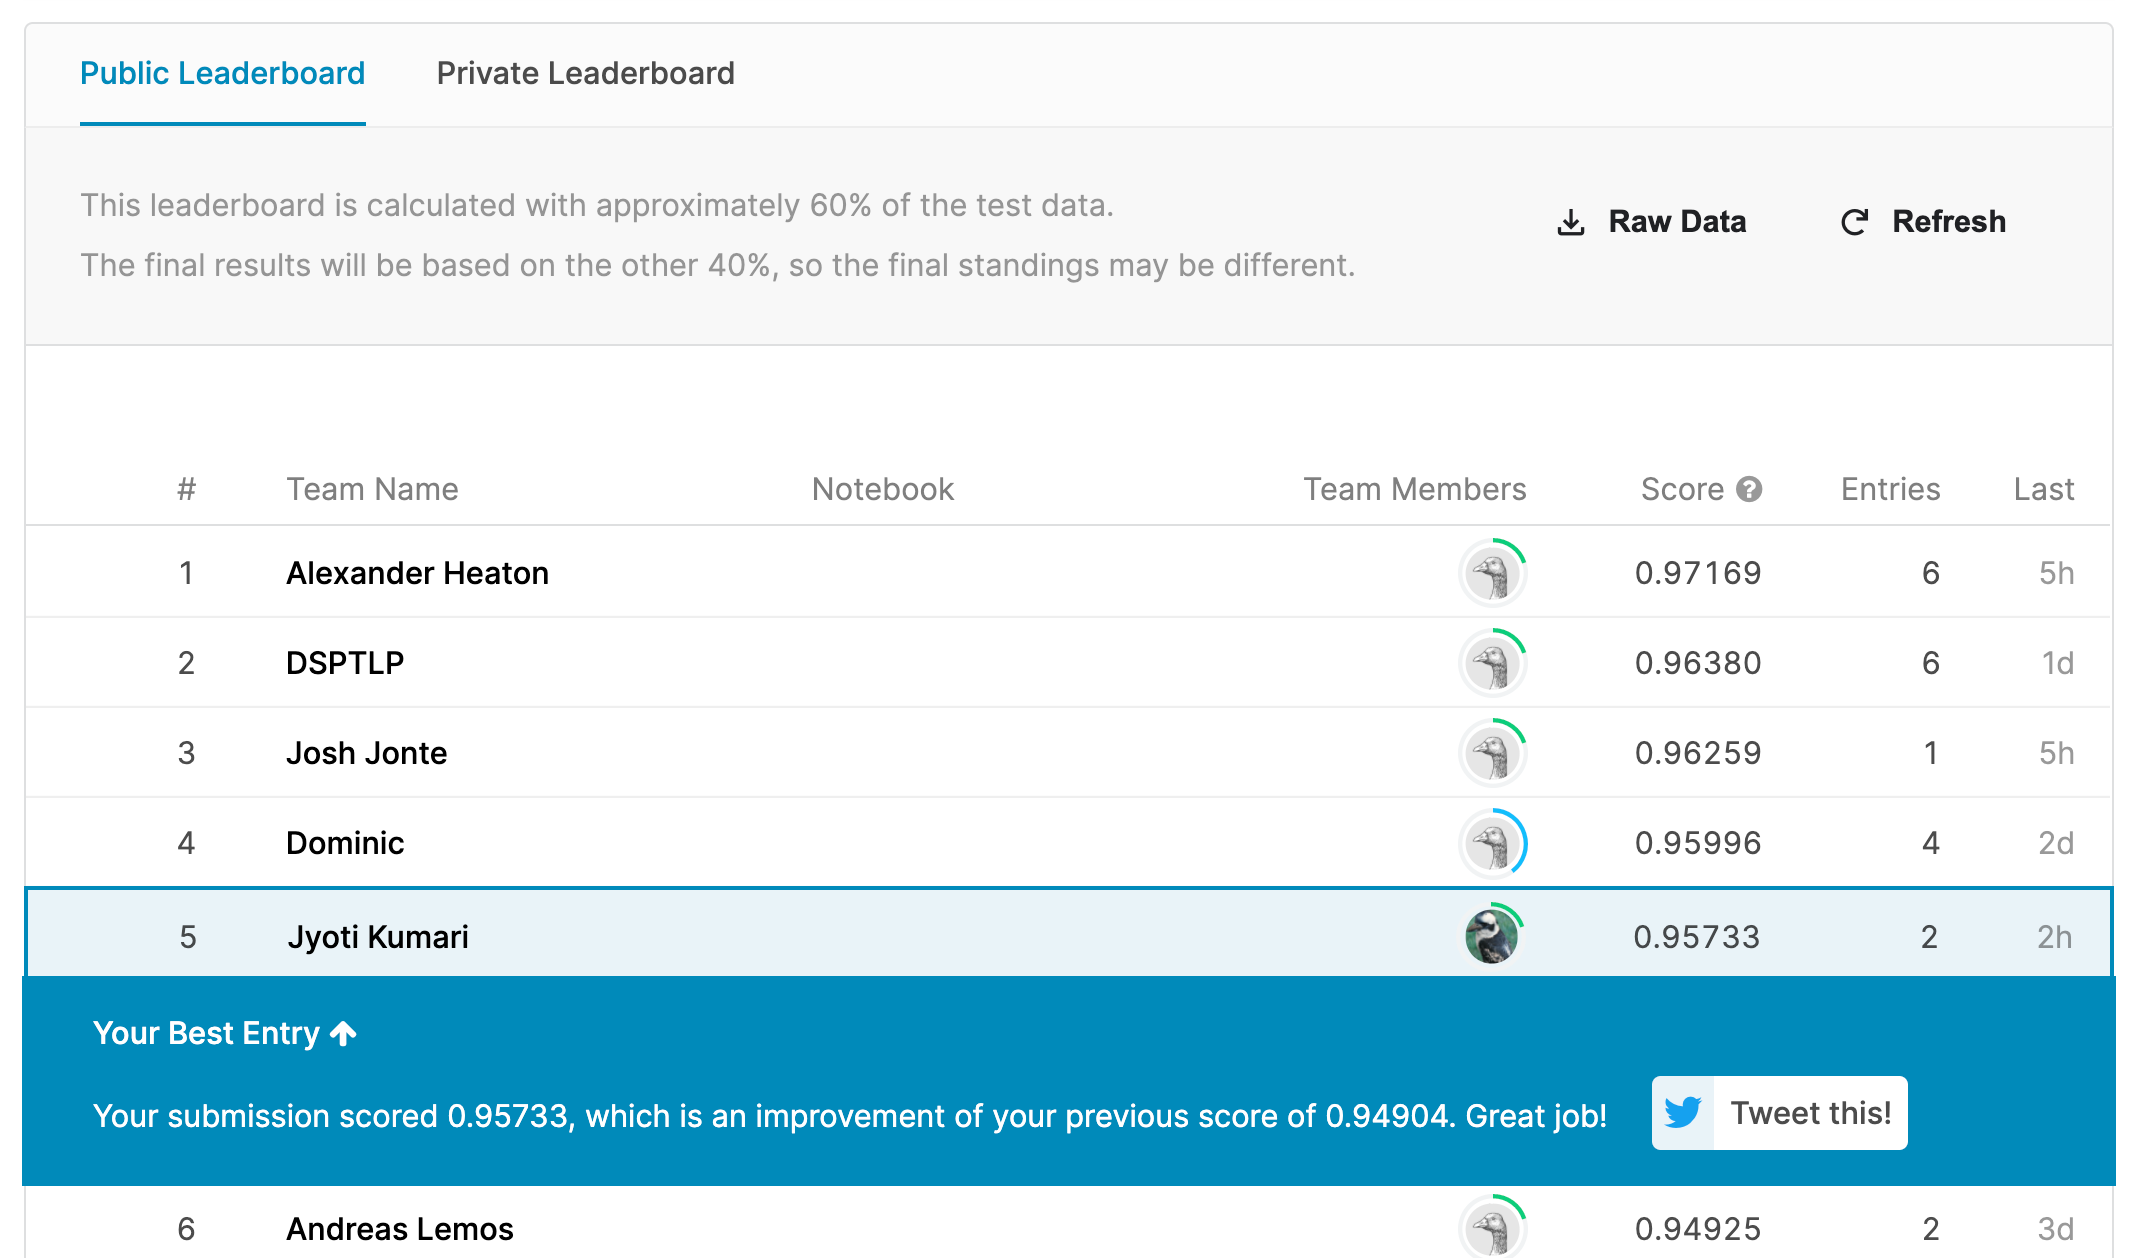 Public Leaderboard Private Leaderboard
This leaderboard is calculated with approximately 60% of the test data.
The final results will be based on the other 40%, so the final standings may be different.
Raw Data Refresh
# Team Name Notebook Team Members Score ? Entries Last
1 Alexander Heaton 0.97169 6 5h
2 DSPTLP 0.96380 6 1d
3 Josh Jonte 0.96259 1 5h
4 Dominic 0.95996 4 2d
5 Jyoti Kumari 0.95733 2 2h
Your Best Entry
Your submission scored 0.95733, which is an improvement of your previous score of 0.94904. Great job! Tweet this!
6 Andreas Lemos 0.94925 2 3d